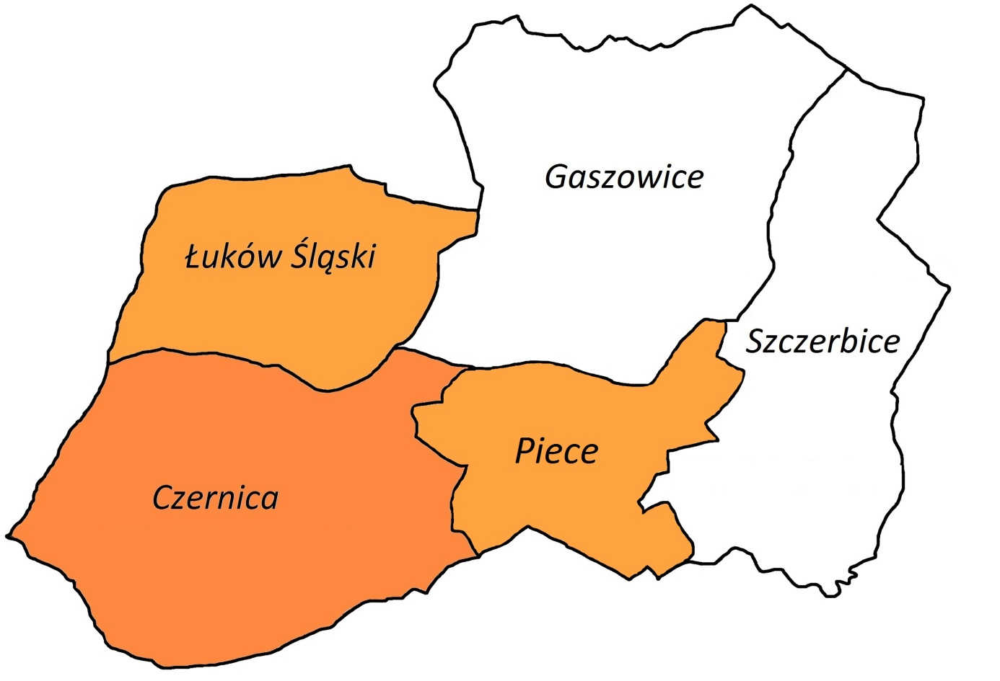 Gaszowice
Łuków Śląski
Szczerbice
Piece
Czernica